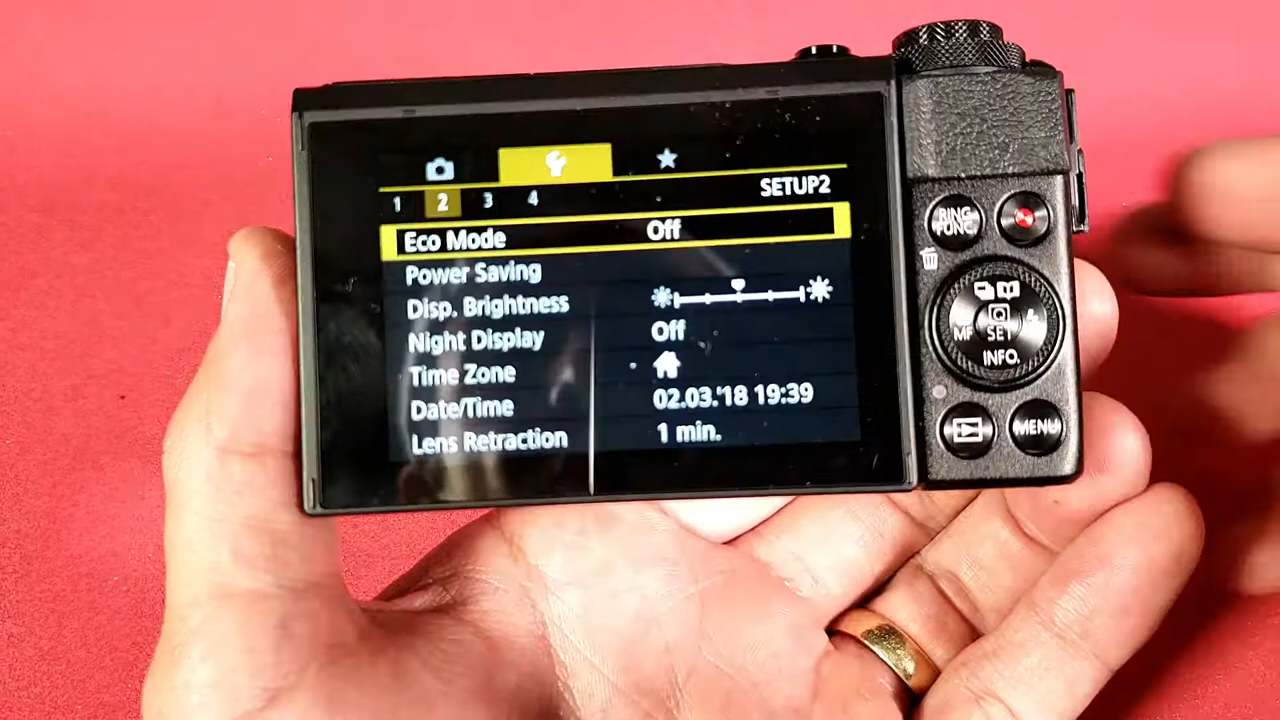 SETUP2
1 2 3 4
Eco Mode Off
Power Saving
Disp. Brightness
Night Display Off
Time Zone
Date/Time 02.03.'18 19:39
Lens Retraction 1 min.
RING FUNC.
MF SET
INFO.
MENU